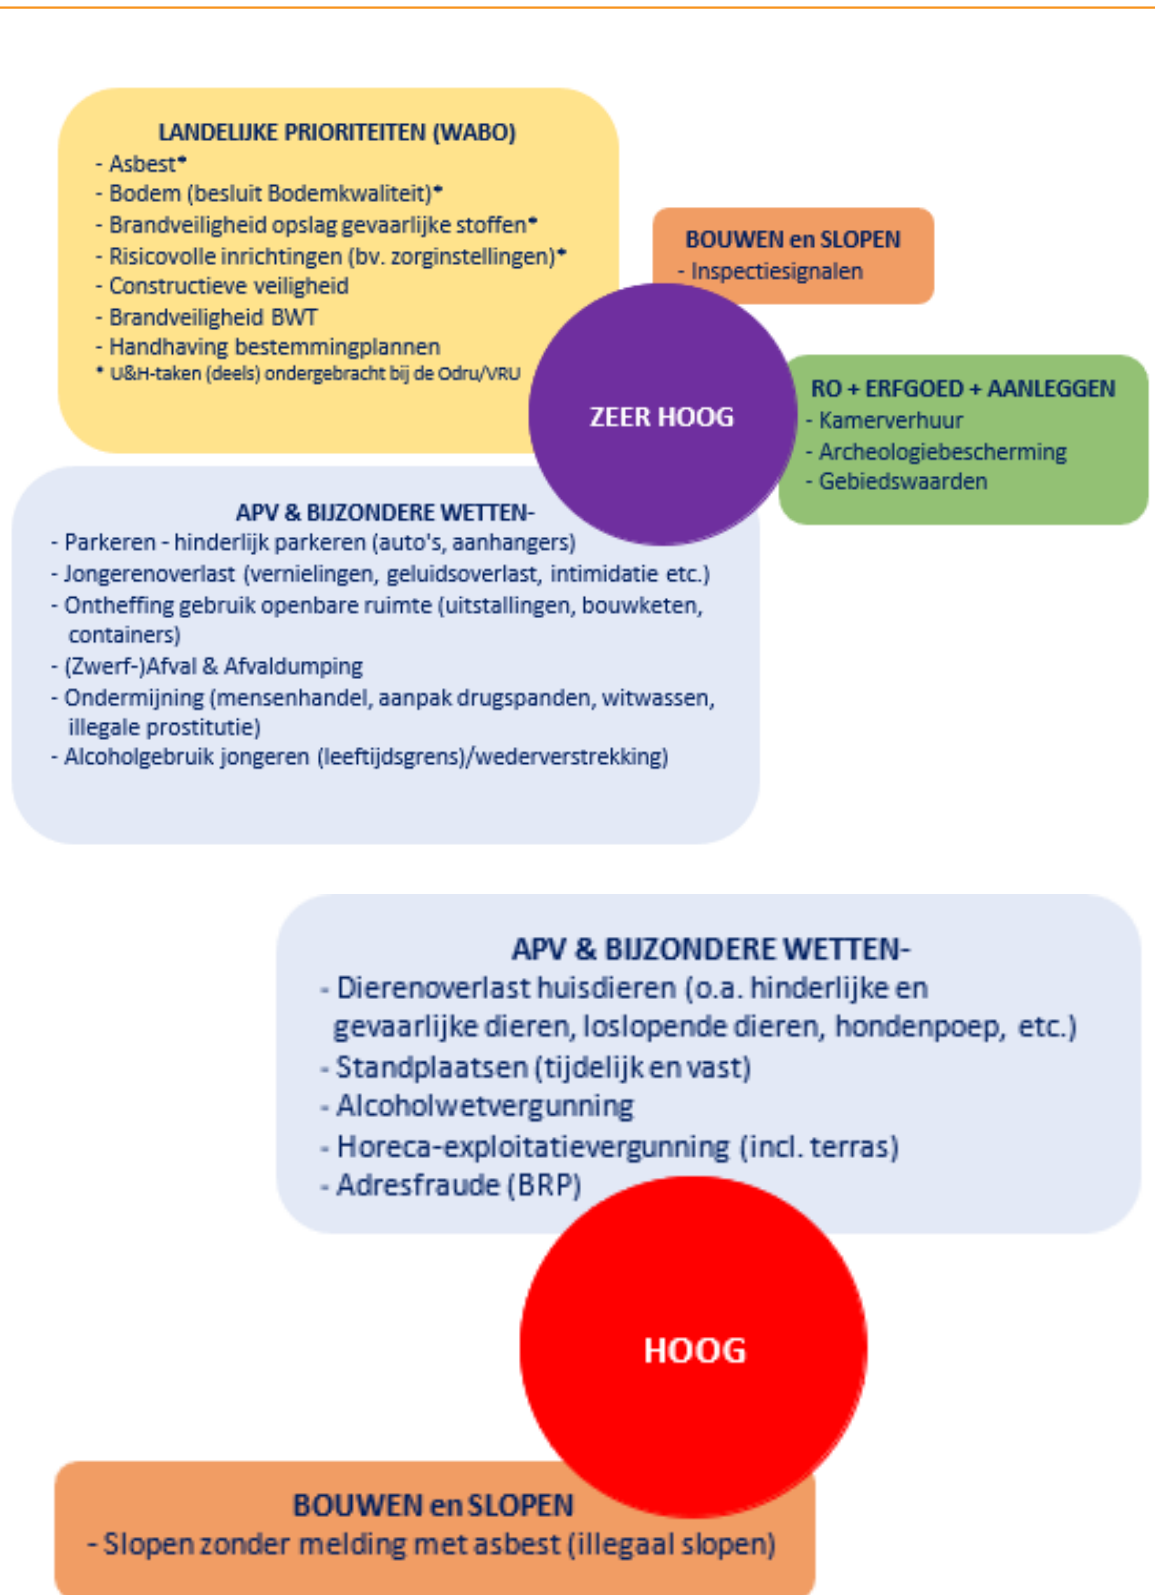 LANDELIJKE PRIORITEITEN (WABO)
- Asbest*
- Bodem (besluit Bodemkwaliteit)*
- Brandveiligheid opslag gevaarlijke stoffen*
- Risicovolle inrichtingen (bv. zorginstellingen)*
- Constructieve veiligheid
- Brandveiligheid BWT
- Handhaving bestemmingplannen
* U&H-taken (deels) ondergebracht bij de Odru/VRU
BOUWEN en SLOPEN
- Inspectiesignalen
ZEER HOOG
RO + ERFGOED + AANLEGGEN
- Kamerverhuur
- Archeologiebescherming
- Gebiedswaarden
APV & BIJZONDERE WETTEN-
- Parkeren - hinderlijk parkeren (auto's, aanhangers)
- Jongerenoverlast (vernielingen, geluidsoverlast, intimidatie etc.)
- Ontheffing gebruik openbare ruimte (uitstallingen, bouwketen,
containers)
- (Zwerf-)Afval & Afvaldumping
- Ondermijning (mensenhandel, aanpak drugspanden, witwassen,
illegale prostitutie)
- Alcoholgebruik jongeren (leeftijdsgrens)/wederverstrekking)
APV & BIJZONDERE WETTEN-
- Dierenoverlast huisdieren (o.a. hinderlijke en
gevaarlijke dieren, loslopende dieren, hondenpoep, etc.)
- Standplaatsen (tijdelijk en vast)
- Alcoholwetvergunning
- Horeca-exploitatievergunning (incl. terras)
- Adresfraude (BRP)
HOOG
BOUWEN en SLOPEN
- Slopen zonder melding met asbest (illegaal slopen)